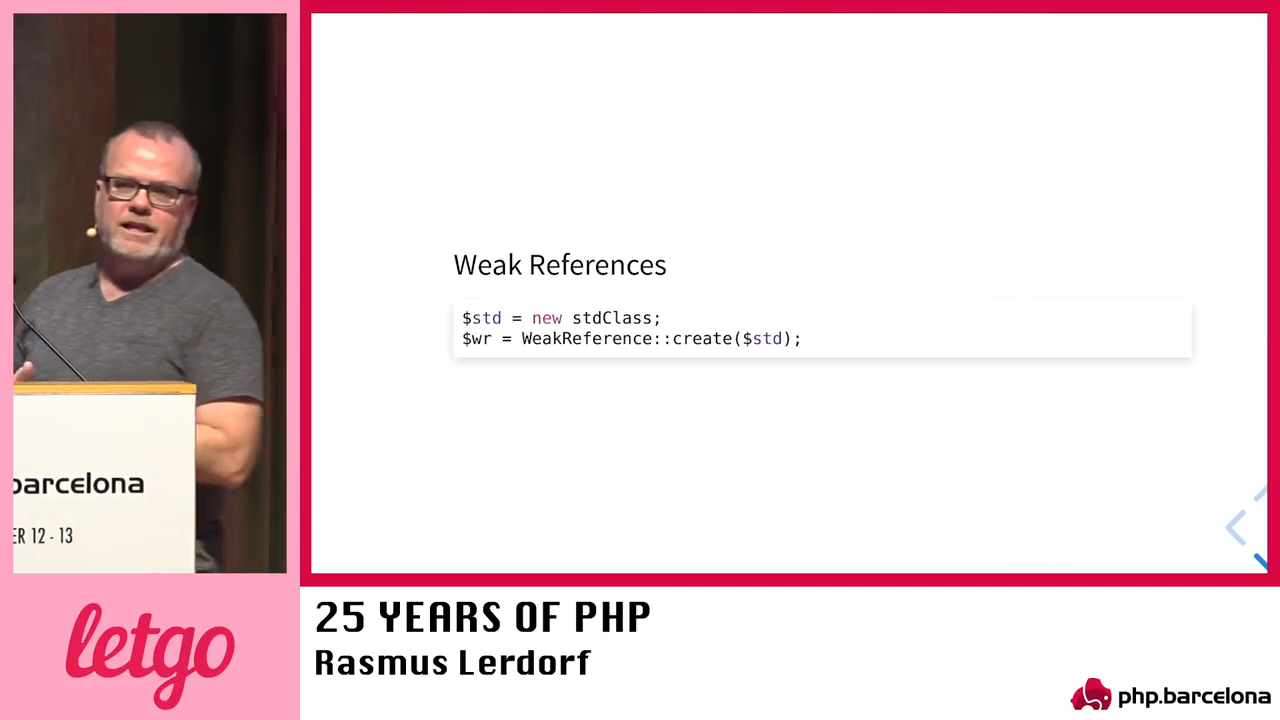 Weak References
$std = new stdClass;
$wr = WeakReference::create($std);
barcelona
ER 12 - 13
letgo
25 YEARS OF PHP
Rasmus Lerdorf
php.barcelona